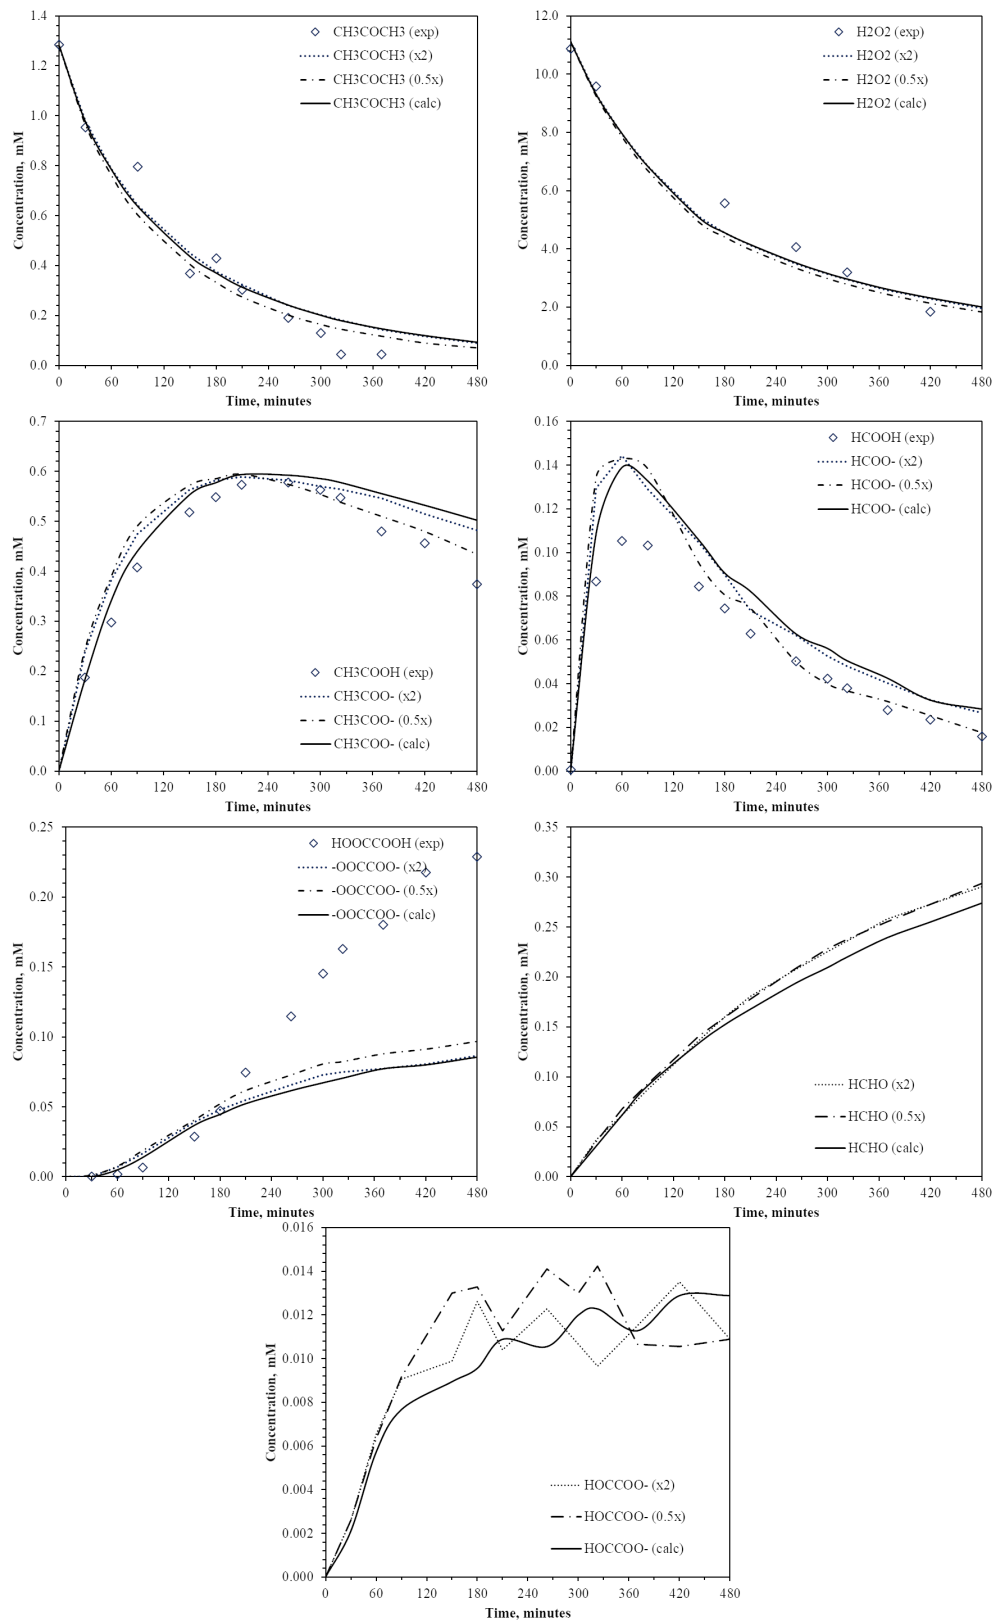 CH3COCH3 (exp)
CH3COCH3 (x2)
CH3COCH3 (0.5x)
CH3COCH3 (calc)
Concentration, mM
1.4
1.2
1.0
0.8
0.6
0.4
0.2
0.0
0 60 120 180 240 300 360 420 480
Time, minutes
H2O2 (exp)
H2O2 (x2)
H2O2 (0.5x)
H2O2 (calc)
Concentration, mM
12.0
10.0
8.0
6.0
4.0
2.0
0.0
0 60 120 180 240 300 360 420 480
Time, minutes
CH3COOH (exp)
CH3COO- (x2)
CH3COO- (0.5x)
CH3COO- (calc)
Concentration, mM
0.7
0.6
0.5
0.4
0.3
0.2
0.1
0.0
0 60 120 180 240 300 360 420 480
Time, minutes
HCOOH (exp)
HCOO- (x2)
HCOO- (0.5x)
HCOO- (calc)
Concentration, mM
0.16
0.14
0.12
0.10
0.08
0.06
0.04
0.02
0.00
0 60 120 180 240 300 360 420 480
Time, minutes
HOOCCOOH (exp)
-OOCCOO- (x2)
-OOCCOO- (0.5x)
-OOCCOO- (calc)
Concentration, mM
0.25
0.20
0.15
0.10
0.05
0.00
0 60 120 180 240 300 360 420 480
Time, minutes
HCHO (x2)
HCHO (0.5x)
HCHO (calc)
Concentration, mM
0.35
0.30
0.25
0.20
0.15
0.10
0.05
0.00
0 60 120 180 240 300 360 420 480
Time, minutes
HOCCOO- (x2)
HOCCOO- (0.5x)
HOCCOO- (calc)
Concentration, mM
0.016
0.014
0.012
0.010
0.008
0.006
0.004
0.002
0.000
0 60 120 180 240 300 360 420 480
Time, minutes